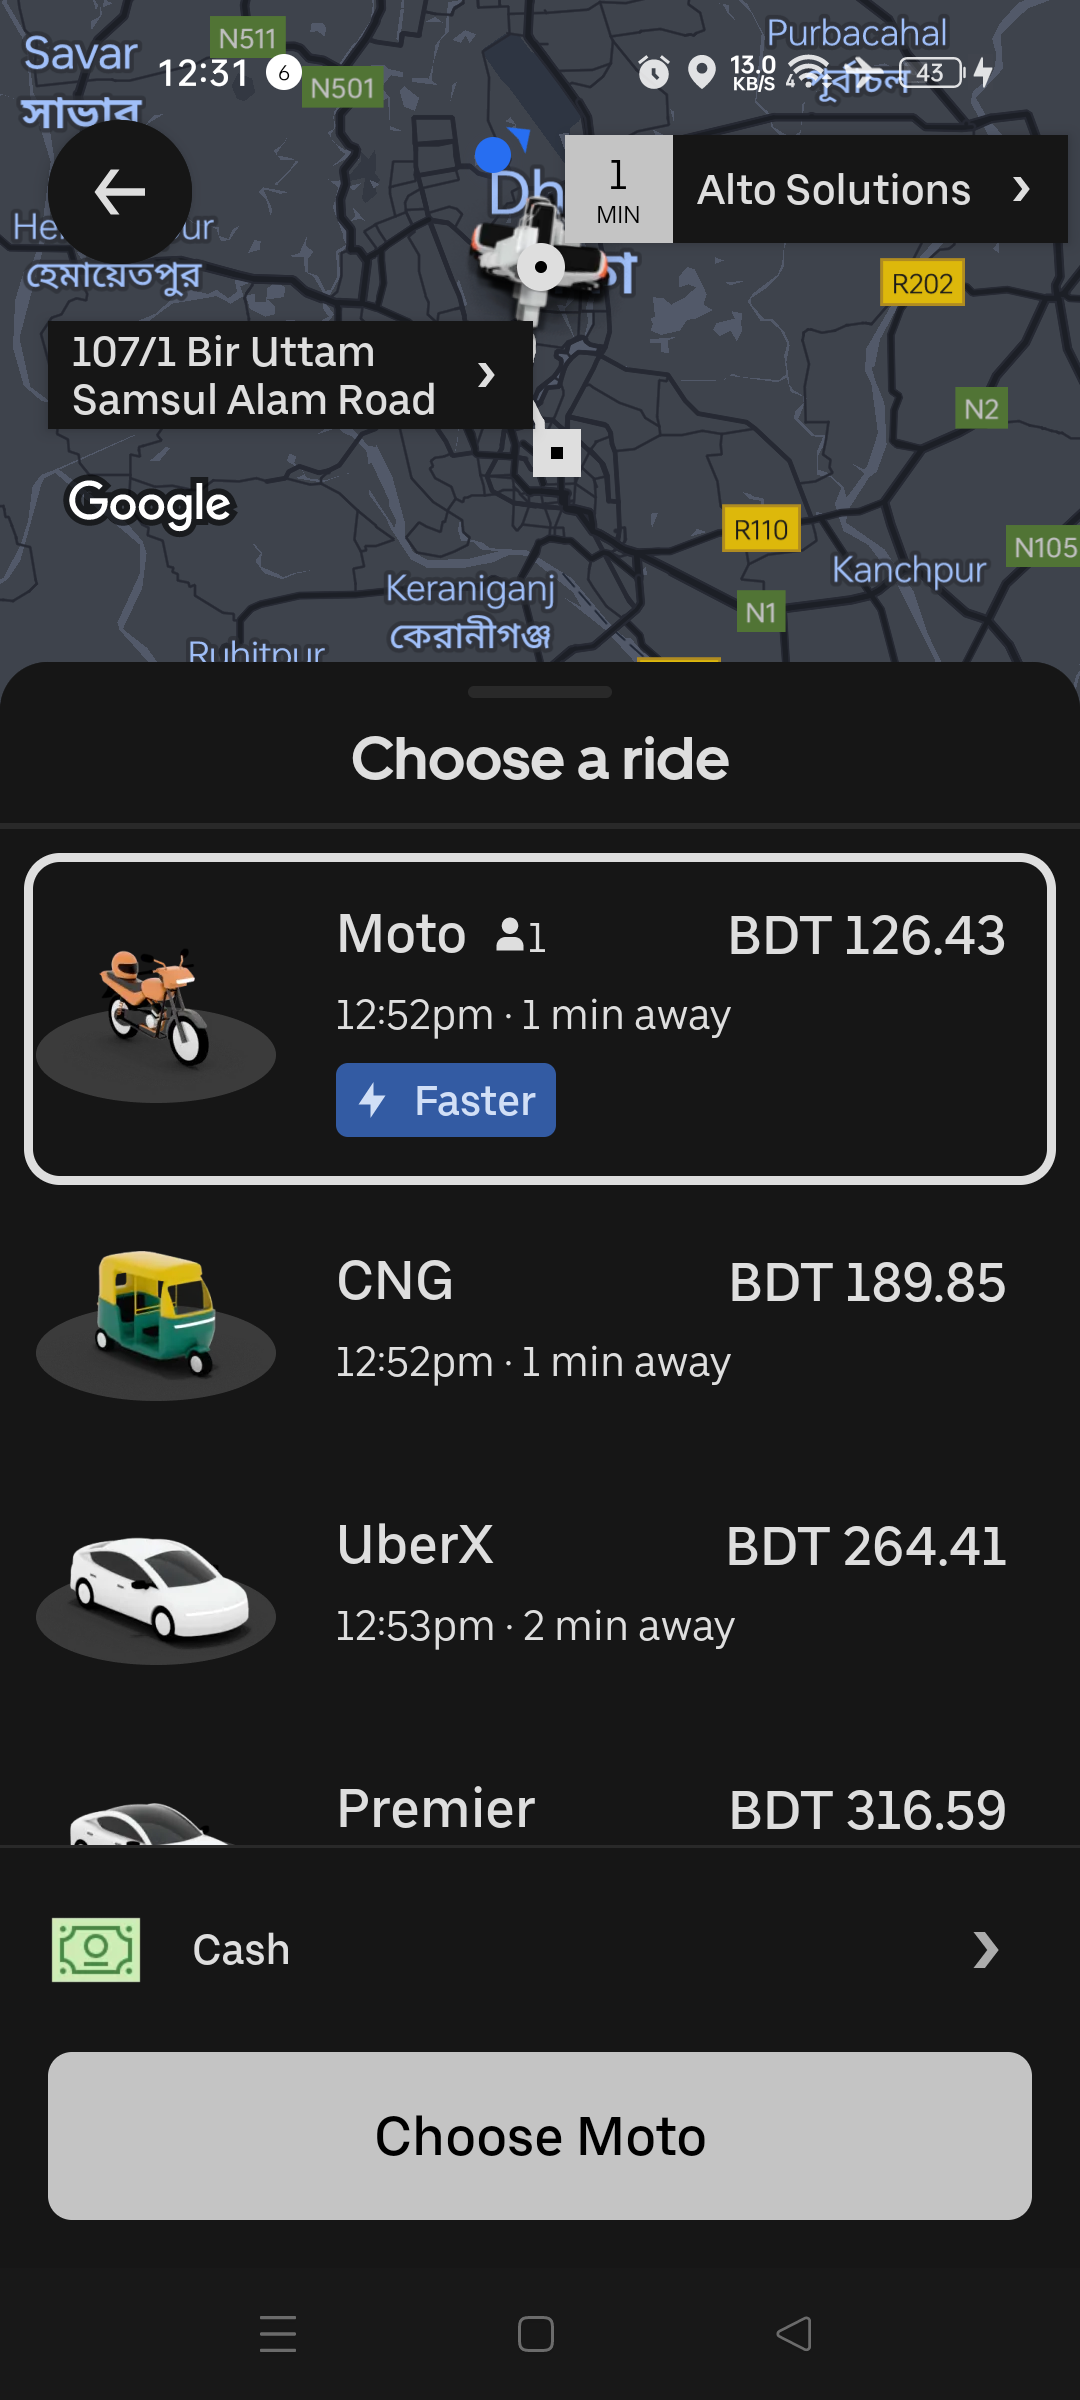 Savar
সাভার
N511
N501
12:31
6
13.0
KB/S
4
43
Purbacahal
পূর্বাচল
1
MIN
Alto Solutions
হেমায়েতপুর
R202
107/1 Bir Uttam
Samsul Alam Road
N2
Google
R110
N105
Kanchpur
Keraniganj
কেরানীগঞ্জ
N1
Ruhitpur
Choose a ride
Moto 1 BDT 126.43
12:52pm · 1 min away
Faster
CNG BDT 189.85
12:52pm · 1 min away
UberX BDT 264.41
12:53pm · 2 min away
Premier BDT 316.59
Cash
Choose Moto